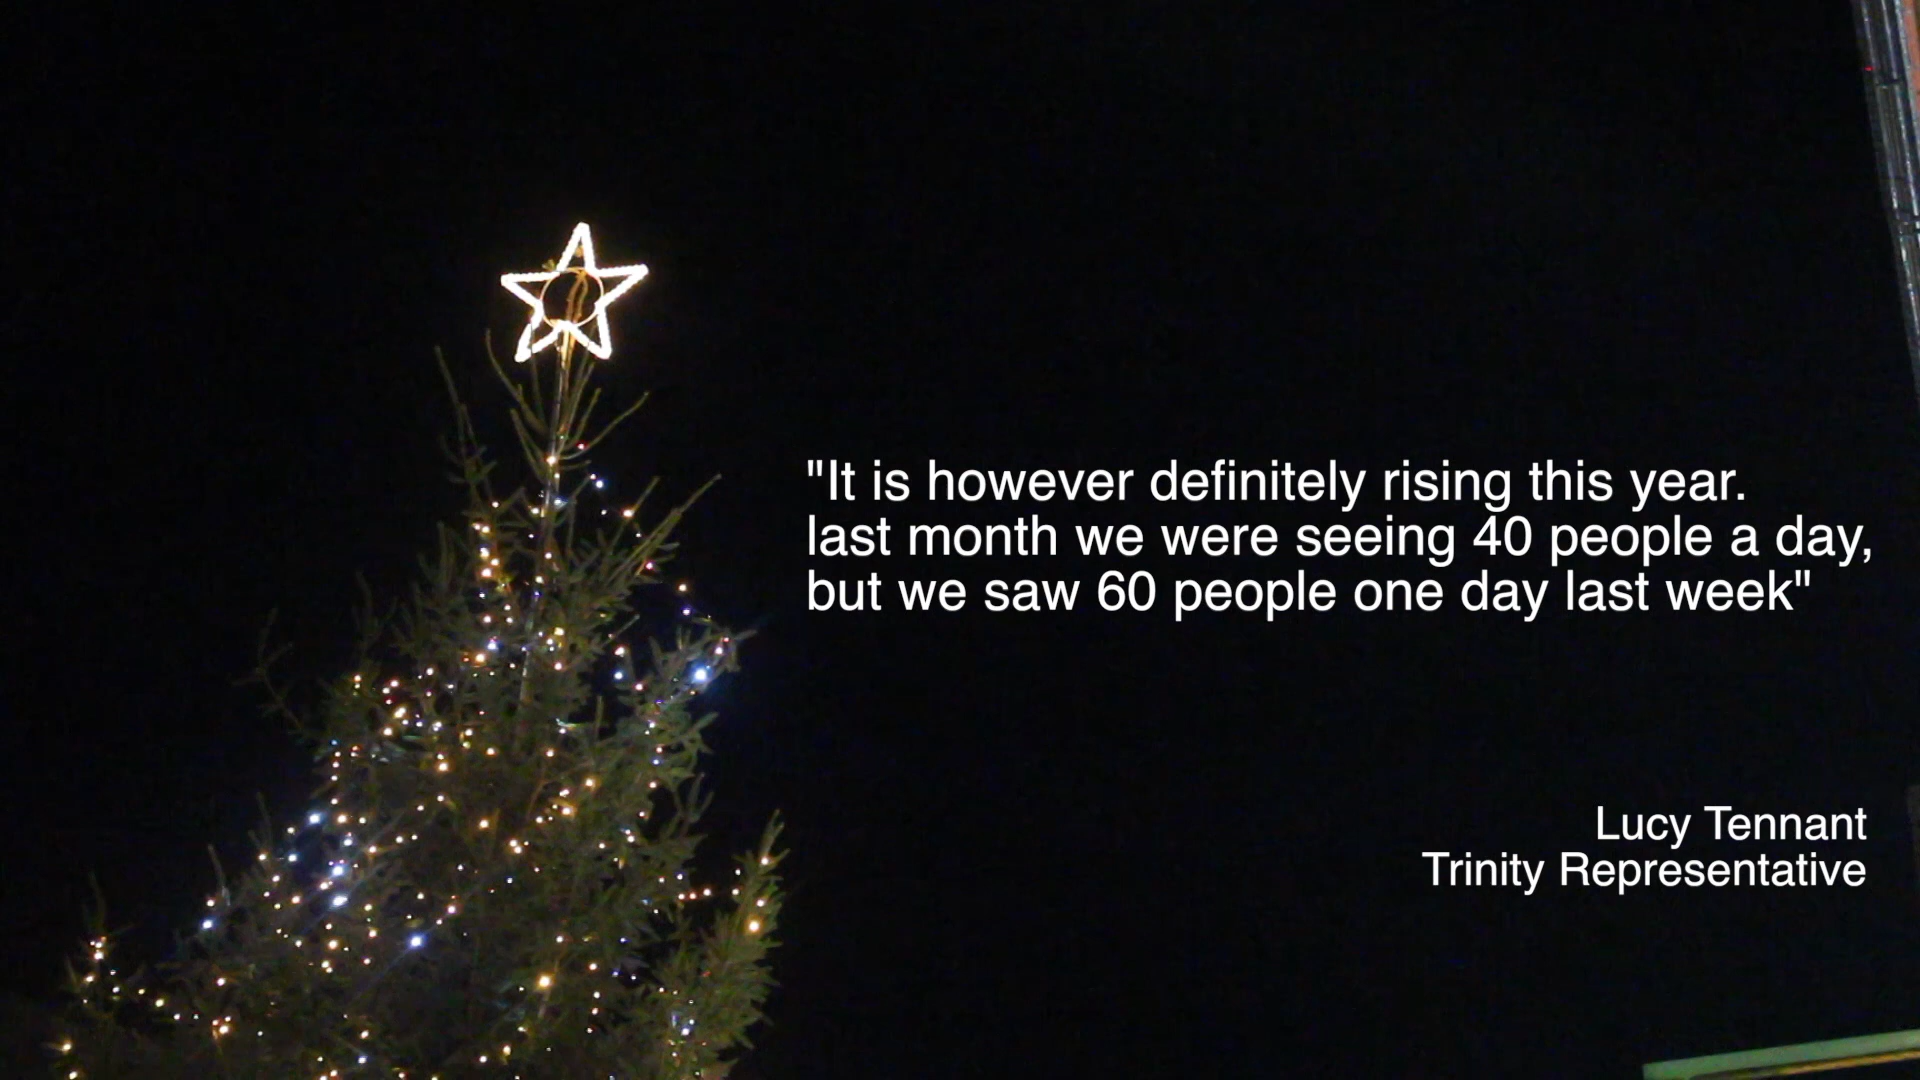 "It is however definitely rising this year.
last month we were seeing 40 people a day,
but we saw 60 people one day last week"
Lucy Tennant
Trinity Representative